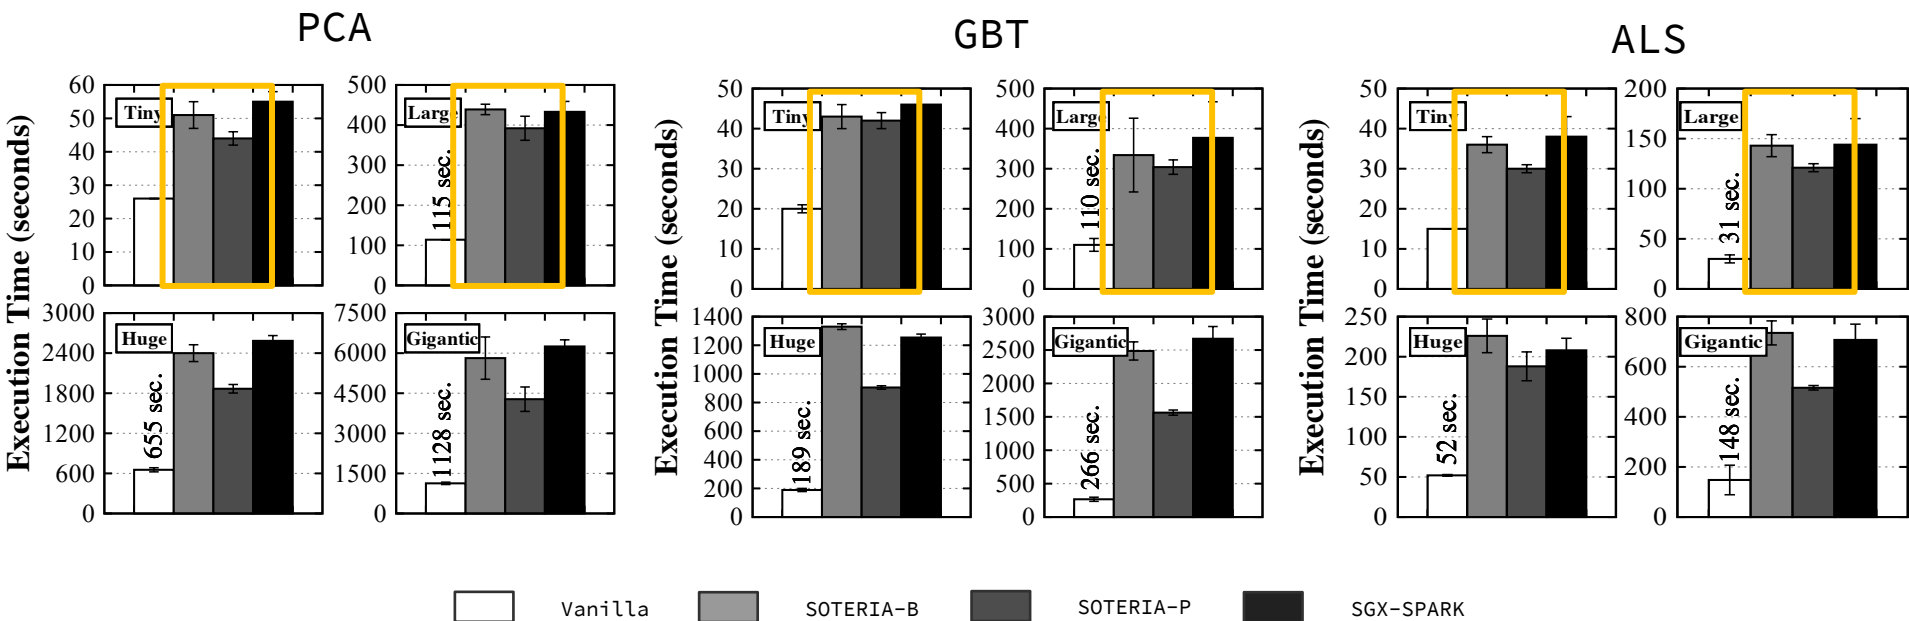 PCA
GBT
ALS
Execution Time (seconds)
60
50
40
30
20
10
0
Tiny
500
400
300
200
100
0
Large
115 sec.
3000
2400
1800
1200
600
0
Huge
655 sec.
7500
6000
4500
3000
1500
0
Gigantic
1128 sec.
Execution Time (seconds)
50
40
30
20
10
0
Tiny
500
400
300
200
100
0
Large
110 sec.
1400
1200
1000
800
600
400
200
0
Huge
189 sec.
3000
2500
2000
1500
1000
500
0
Gigantic
266 sec.
Execution Time (seconds)
50
40
30
20
10
0
Tiny
200
150
100
50
0
Large
31 sec.
250
200
150
100
50
0
Huge
52 sec.
800
600
400
200
0
Gigantic
148 sec.
Vanilla
SOTERIA-B
SOTERIA-P
SGX-SPARK